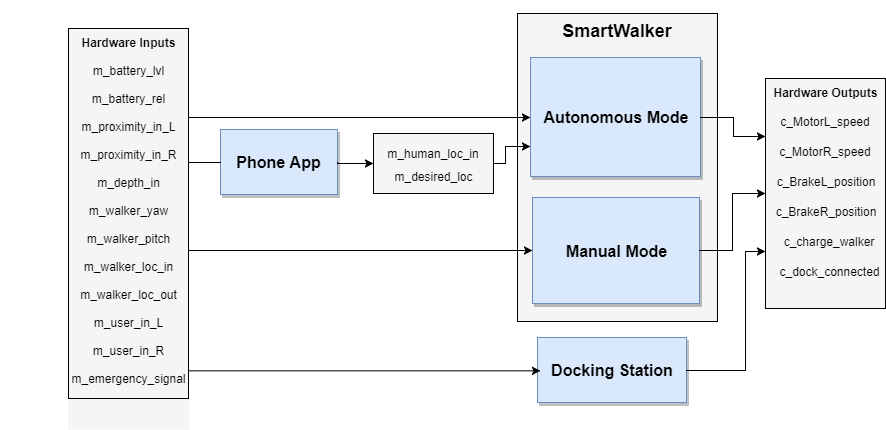 Hardware Inputs
m_battery_lvl
m_battery_rel
m_proximity_in_L
m_proximity_in_R
m_depth_in
m_walker_yaw
m_walker_pitch
m_walker_loc_in
m_walker_loc_out
m_user_in_L
m_user_in_R
m_emergency_signal
Phone App
m_human_loc_in
m_desired_loc
SmartWalker
Autonomous Mode
Manual Mode
Docking Station
Hardware Outputs
c_MotorL_speed
c_MotorR_speed
c_BrakeL_position
c_BrakeR_position
c_charge_walker
c_dock_connected